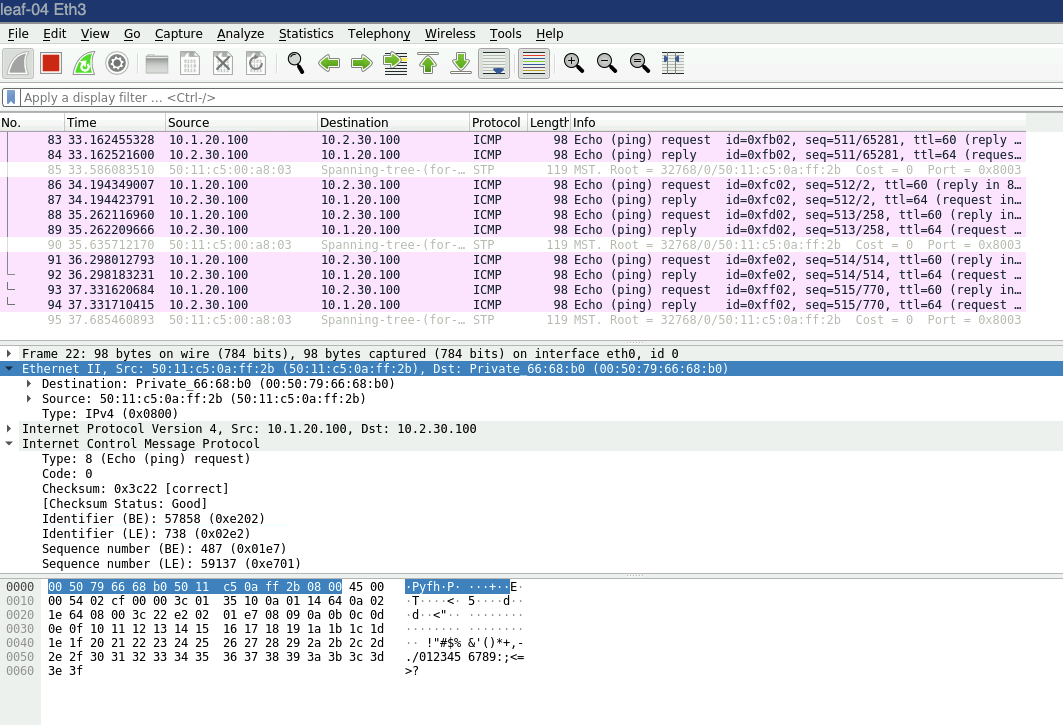 leaf-04 Eth3
File Edit View Go Capture Analyze Statistics Telephony Wireless Tools Help
Apply a display filter … <Ctrl-/>
No. Time Source Destination Protocol Length Info
83 33.162455328 10.1.20.100 10.2.30.100 ICMP 98 Echo (ping) request id=0xfb02, seq=511/65281, ttl=60 (reply …
84 33.162521600 10.2.30.100 10.1.20.100 ICMP 98 Echo (ping) reply id=0xfb02, seq=511/65281, ttl=64 (reques…
85 33.586083510 50:11:c5:00:a8:03 Spanning-tree-(for-… STP 119 MST. Root = 32768/0/50:11:c5:0a:ff:2b Cost = 0 Port = 0x8003
86 34.194349007 10.1.20.100 10.2.30.100 ICMP 98 Echo (ping) request id=0xfc02, seq=512/2, ttl=60 (reply in 8…
87 34.194423791 10.2.30.100 10.1.20.100 ICMP 98 Echo (ping) reply id=0xfc02, seq=512/2, ttl=64 (request in…
88 35.262116960 10.1.20.100 10.2.30.100 ICMP 98 Echo (ping) request id=0xfd02, seq=513/258, ttl=60 (reply in…
89 35.262209666 10.2.30.100 10.1.20.100 ICMP 98 Echo (ping) reply id=0xfd02, seq=513/258, ttl=64 (request …
90 35.635712170 50:11:c5:00:a8:03 Spanning-tree-(for-… STP 119 MST. Root = 32768/0/50:11:c5:0a:ff:2b Cost = 0 Port = 0x8003
91 36.298012793 10.1.20.100 10.2.30.100 ICMP 98 Echo (ping) request id=0xfe02, seq=514/514, ttl=60 (reply in…
92 36.298183231 10.2.30.100 10.1.20.100 ICMP 98 Echo (ping) reply id=0xfe02, seq=514/514, ttl=64 (request …
93 37.331620684 10.1.20.100 10.2.30.100 ICMP 98 Echo (ping) request id=0xff02, seq=515/770, ttl=60 (reply in…
94 37.331710415 10.2.30.100 10.1.20.100 ICMP 98 Echo (ping) reply id=0xff02, seq=515/770, ttl=64 (request …
95 37.685460893 50:11:c5:00:a8:03 Spanning-tree-(for-… STP 119 MST. Root = 32768/0/50:11:c5:0a:ff:2b Cost = 0 Port = 0x8003
Frame 22: 98 bytes on wire (784 bits), 98 bytes captured (784 bits) on interface eth0, id 0
Ethernet II, Src: 50:11:c5:0a:ff:2b (50:11:c5:0a:ff:2b), Dst: Private_66:68:b0 (00:50:79:66:68:b0)
Destination: Private_66:68:b0 (00:50:79:66:68:b0)
Source: 50:11:c5:0a:ff:2b (50:11:c5:0a:ff:2b)
Type: IPv4 (0x0800)
Internet Protocol Version 4, Src: 10.1.20.100, Dst: 10.2.30.100
Internet Control Message Protocol
Type: 8 (Echo (ping) request)
Code: 0
Checksum: 0x3c22 [correct]
[Checksum Status: Good]
Identifier (BE): 57858 (0xe202)
Identifier (LE): 738 (0x02e2)
Sequence number (BE): 487 (0x01e7)
Sequence number (LE): 59137 (0xe701)
0000 00 50 79 66 68 b0 50 11 c5 0a ff 2b 08 00 45 00 ·Pyfh·P· ···+··E·
0010 00 54 02 cf 00 00 3c 01 35 10 0a 01 14 64 0a 02 ·T····<· 5····d··
0020 1e 64 08 00 3c 22 e2 02 01 e7 08 09 0a 0b 0c 0d ·d··<"·· ········
0030 0e 0f 10 11 12 13 14 15 16 17 18 19 1a 1b 1c 1d ········ ········
0040 1e 1f 20 21 22 23 24 25 26 27 28 29 2a 2b 2c 2d ·· !"#$% &'()*+,-
0050 2e 2f 30 31 32 33 34 35 36 37 38 39 3a 3b 3c 3d ./012345 6789:;<=
0060 3e 3f >?